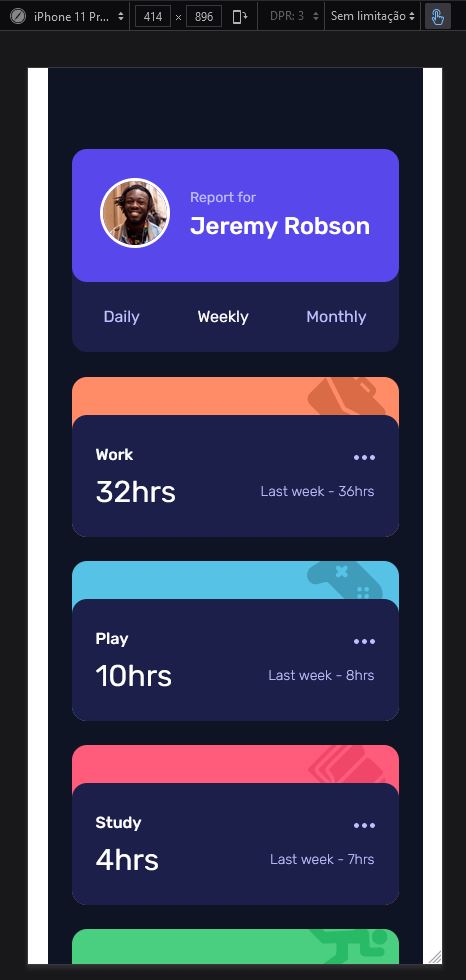 iPhone 11 Pr...
414 × 896
DPR: 3
Sem limitação
Report for
Jeremy Robson
Daily
Weekly
Monthly
Work
32hrs
Last week - 36hrs
Play
10hrs
Last week - 8hrs
Study
4hrs
Last week - 7hrs